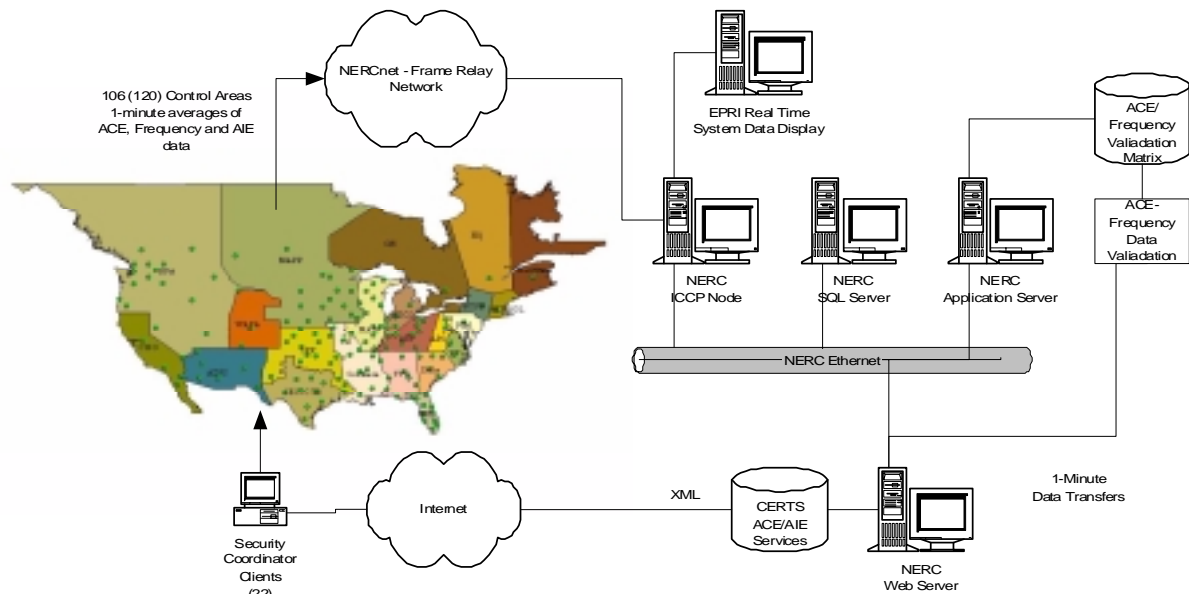 NERCnet - Frame Relay
Network
106 (120) Control Areas
1-minute averages of
ACE, Frequency and AIE
data
EPRI Real Time
System Data Display
ACE/
Frequency
Valiadation
Matrix
ACE-
Frequency
Data
Valiadation
NERC
ICCP Node
NERC
SQL Server
NERC
Application Server
NERC Ethernet
1-Minute
Data Transfers
XML
CERTS
ACE/AIE
Services
Internet
NERC
Web Server
Security
Coordinator
Clients
(22)